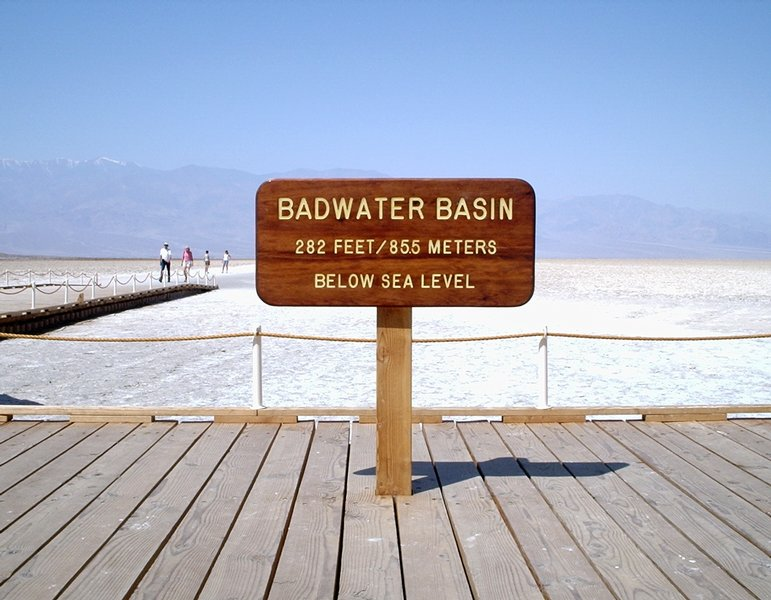 BADWATER BASIN
282 FEET/85.5 METERS
BELOW SEA LEVEL